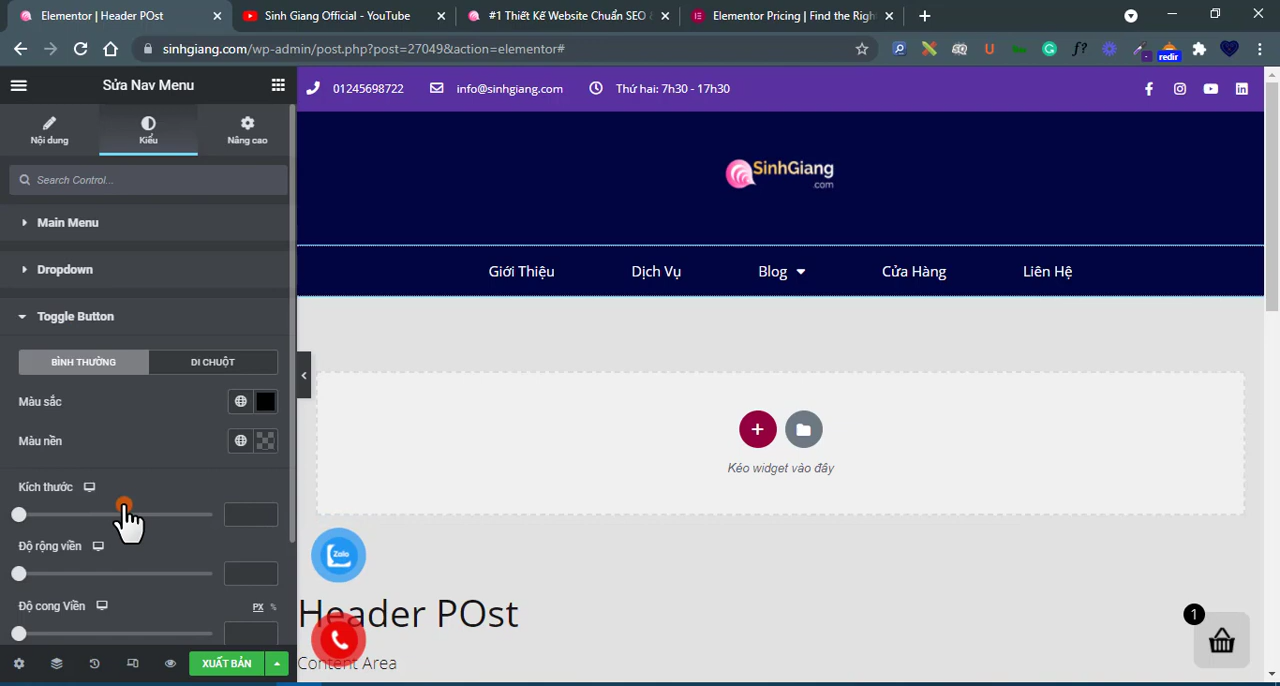 Elementor | Header POst
Sinh Giang Official - YouTube
#1 Thiết Kế Website Chuẩn SEO
Elementor Pricing | Find the Righ
sinhgiang.com/wp-admin/post.php?post=27049&action=elementor#
redir
Sửa Nav Menu
Nội dung
Kiểu
Nâng cao
Search Control...
Main Menu
Dropdown
Toggle Button
BÌNH THƯỜNG
DI CHUỘT
Màu sắc
Màu nền
Kích thước
Độ rộng viền
Độ cong Viền
PX %
XUẤT BẢN
01245698722
info@sinhgiang.com
Thứ hai: 7h30 - 17h30
SinhGiang
.com
Giới Thiệu
Dịch Vụ
Blog
Cửa Hàng
Liên Hệ
Kéo widget vào đây
Zalo
Header POst
Content Area
1